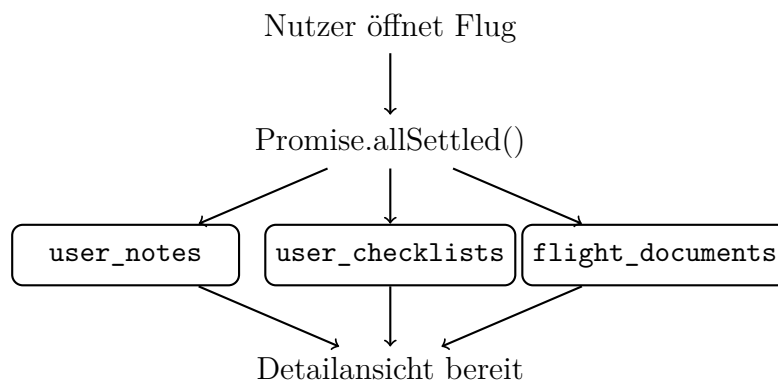 Nutzer öffnet Flug
Promise.allSettled()
user_notes user_checklists flight_documents
Detailansicht bereit